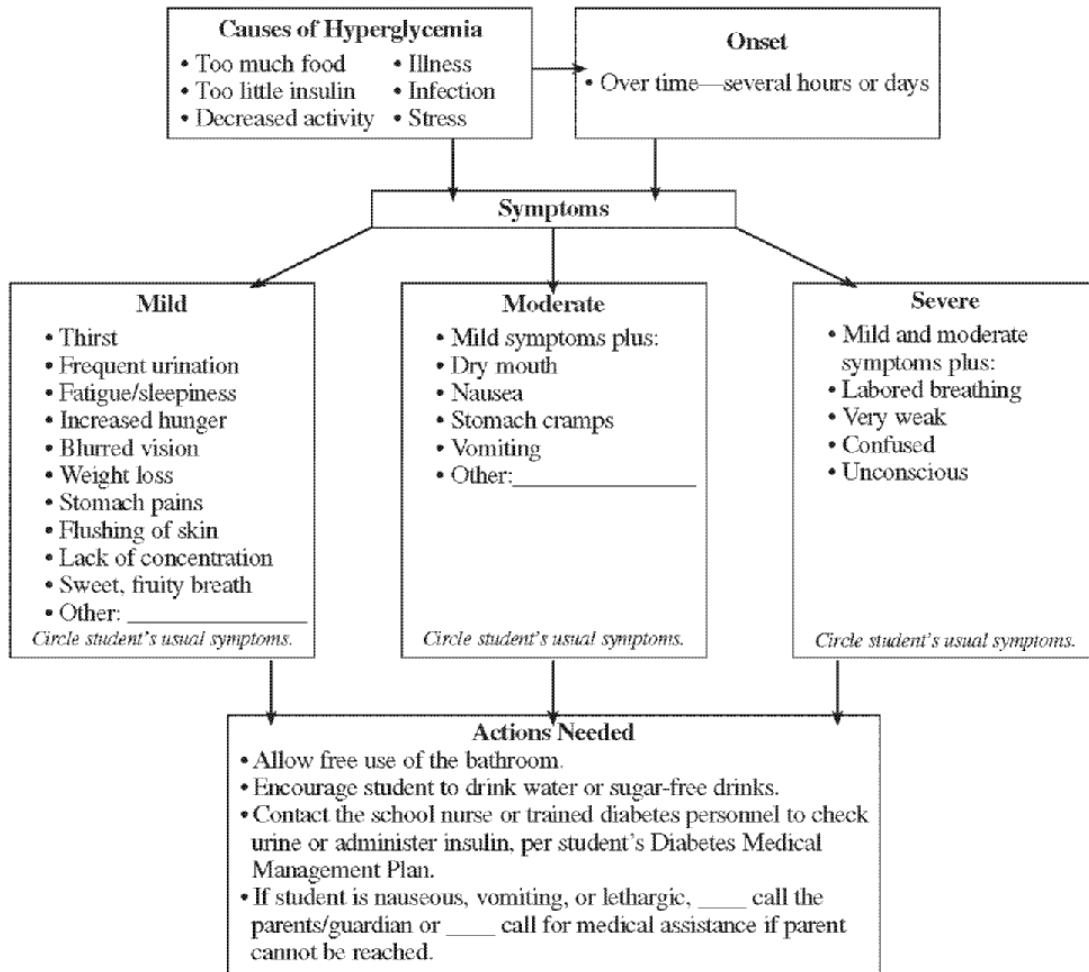 Causes of Hyperglycemia
• Too much food
• Too little insulin
• Decreased activity
• Illness
• Infection
• Stress
Onset
• Over time—several hours or days
Symptoms
Mild
• Thirst
• Frequent urination
• Fatigue/sleepiness
• Increased hunger
• Blurred vision
• Weight loss
• Stomach pains
• Flushing of skin
• Lack of concentration
• Sweet, fruity breath
• Other: __________________
Circle student's usual symptoms.
Moderate
• Mild symptoms plus:
• Dry mouth
• Nausea
• Stomach cramps
• Vomiting
• Other:__________________
Circle student's usual symptoms.
Severe
• Mild and moderate
symptoms plus:
• Labored breathing
• Very weak
• Confused
• Unconscious
Circle student's usual symptoms.
Actions Needed
• Allow free use of the bathroom.
• Encourage student to drink water or sugar-free drinks.
• Contact the school nurse or trained diabetes personnel to check
urine or administer insulin, per student's Diabetes Medical
Management Plan.
• If student is nauseous, vomiting, or lethargic, ____ call the
parents/guardian or ____ call for medical assistance if parent
cannot be reached.